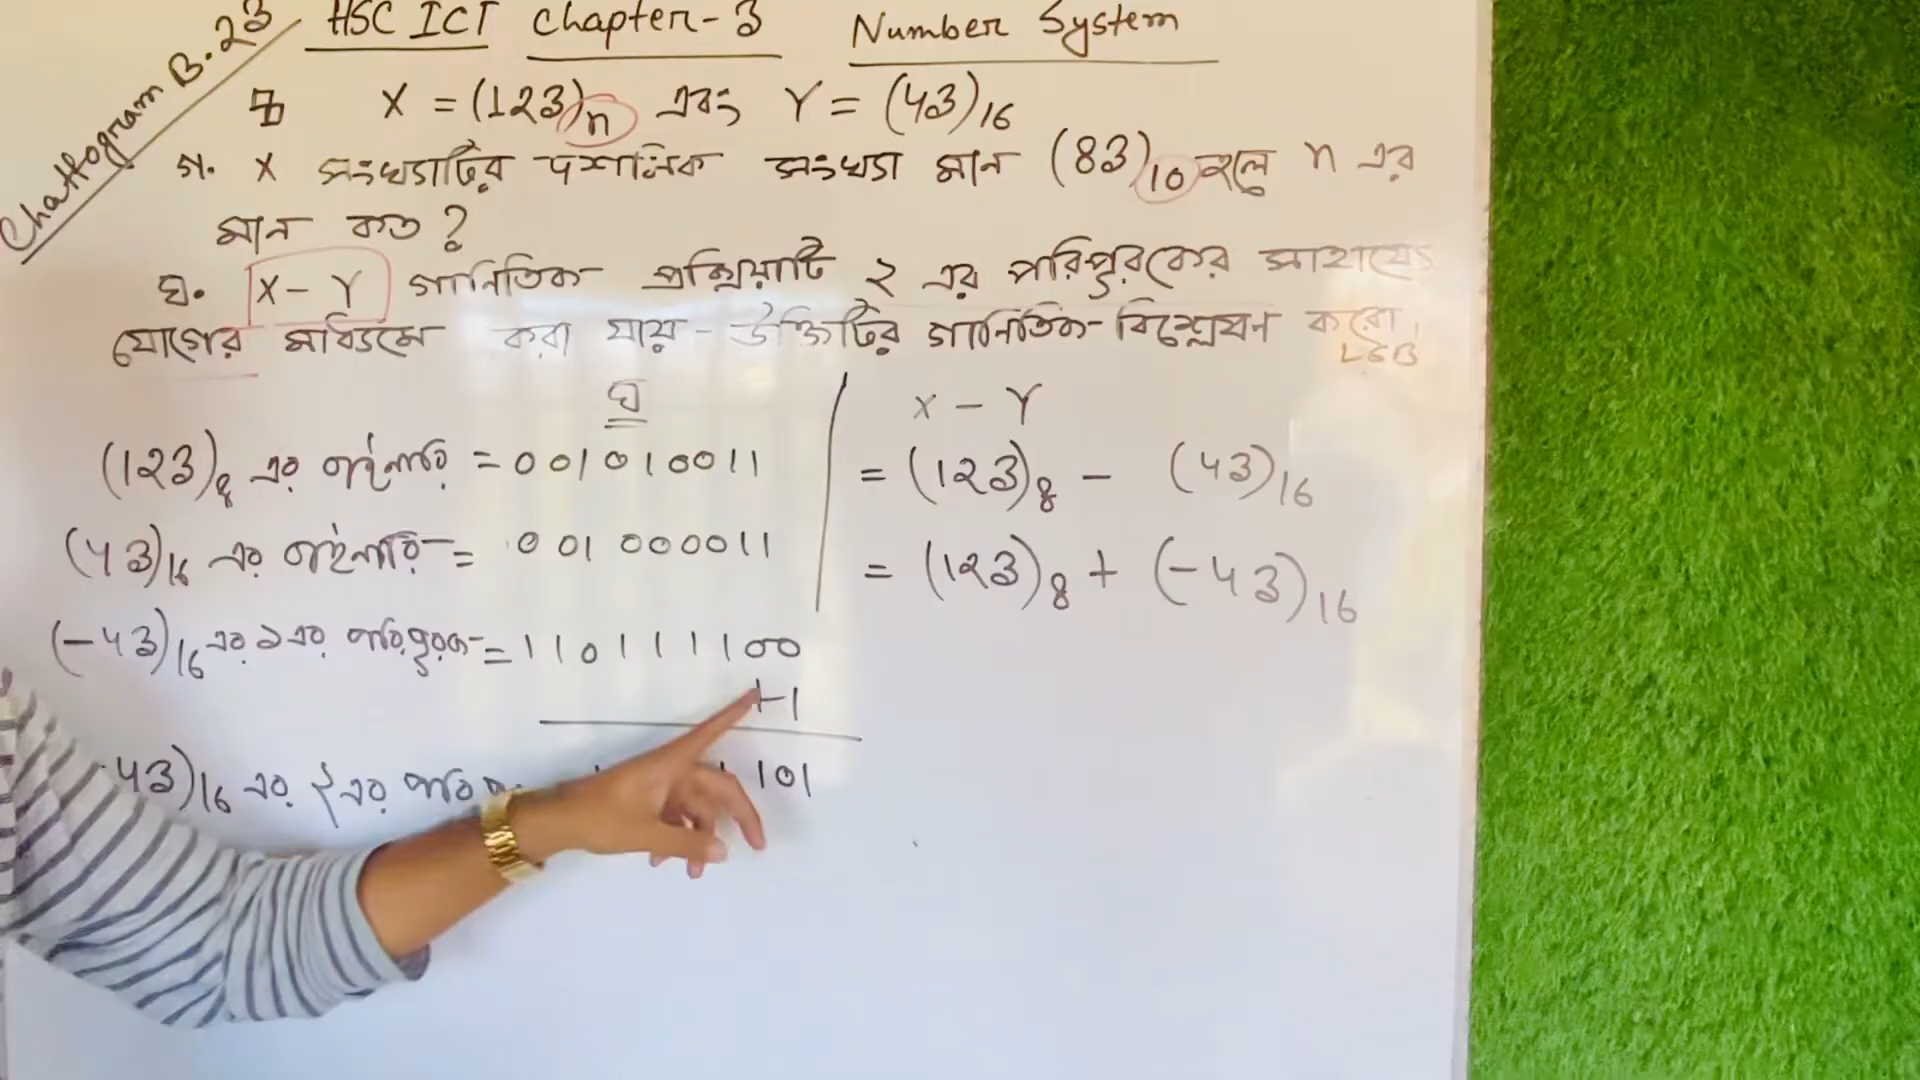 Chattogram B.23
HSC ICT Chapter-3 Number System
X = (123)n এবং Y = (43)16
গ. X সংখ্যাটির দশমিক সংখ্যা মান (83)10 হলে n এর
মান কত ?
ঘ. X - Y গানিতিক প্রক্রিয়াটি ২ এর পরিপূরকের সাহায্যে
যোগের মাধ্যমে করা যায় - উক্তিটির গানিতিক বিশ্লেষণ করো,
LSB
ঘ
(123)8 এর বাইনারি = 001010011
(43)16 এর বাইনারি = 001000011
(-43)16 এর ১ এর পরিপূরক = 110111100
+1
43)16 এর ২ এর 101
X - Y
= (123)8 - (43)16
= (123)8 + (-43)16